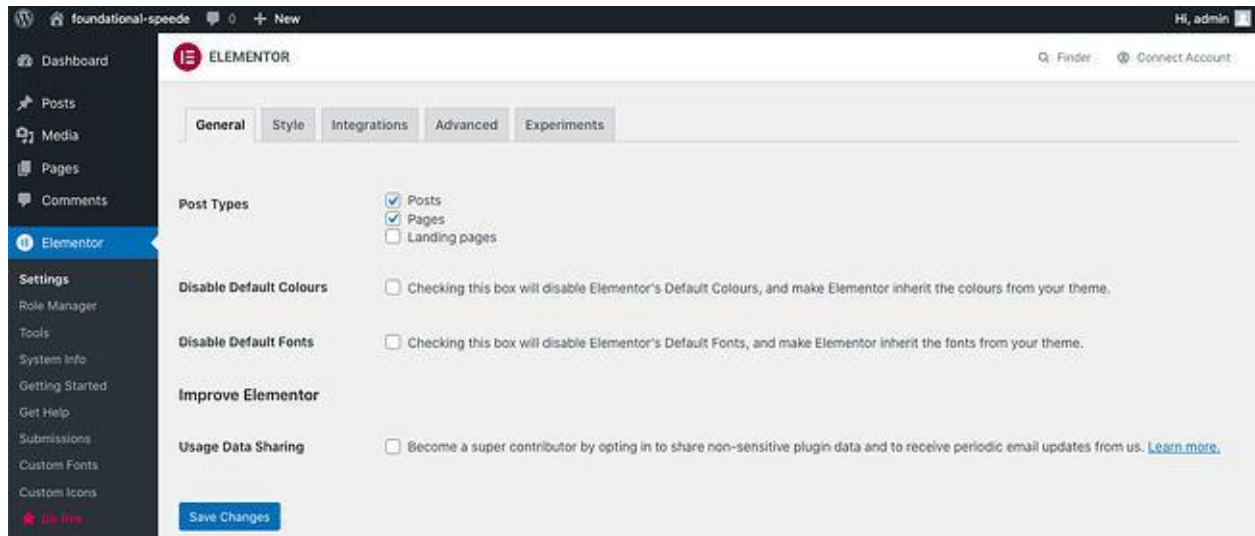 foundational-speede 0 + New Hi, admin
Dashboard
Posts
Media
Pages
Comments
Elementor
Settings
Role Manager
Tools
System Info
Getting Started
Get Help
Submissions
Custom Fonts
Custom Icons
Go Pro
ELEMENTOR
Finder Connect Account
General Style Integrations Advanced Experiments
Post Types
Posts
Pages
Landing pages
Disable Default Colours Checking this box will disable Elementor's Default Colours, and make Elementor inherit the colours from your theme.
Disable Default Fonts Checking this box will disable Elementor's Default Fonts, and make Elementor inherit the fonts from your theme.
Improve Elementor
Usage Data Sharing Become a super contributor by opting in to share non-sensitive plugin data and to receive periodic email updates from us. Learn more.
Save Changes